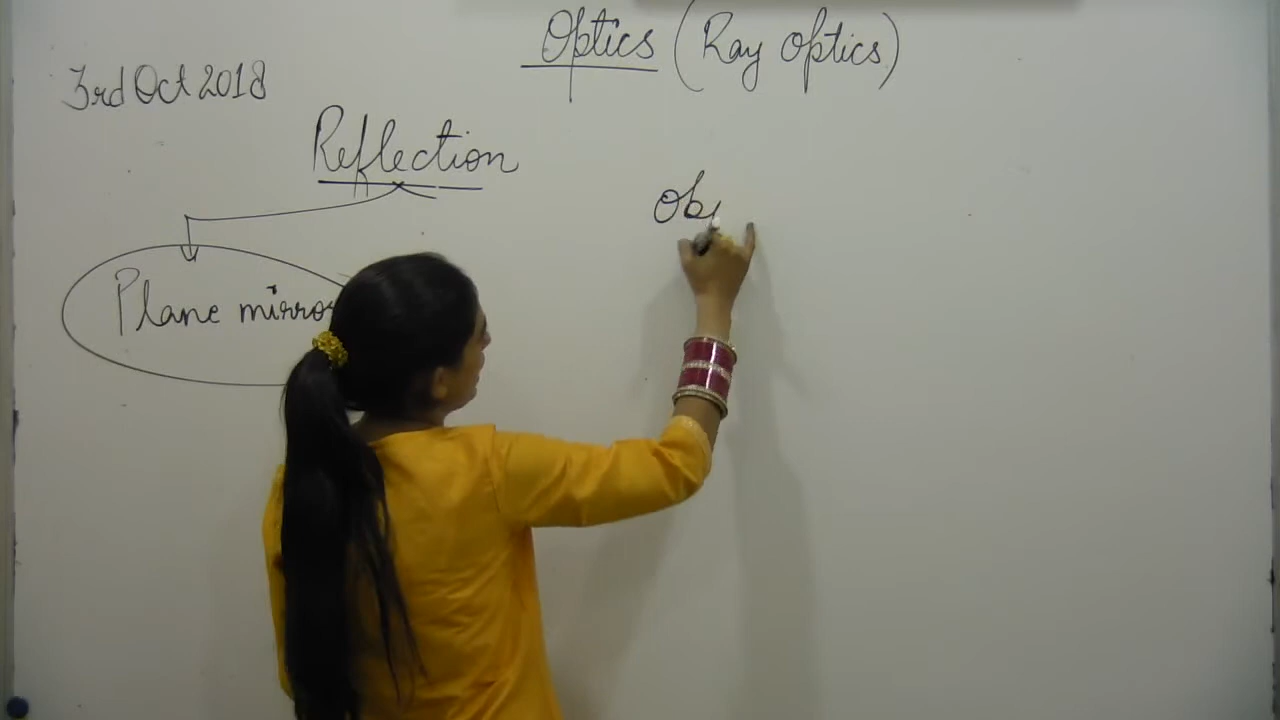 Optics (Ray Optics)
3rd Oct 2018
Reflection
Ob
Plane mirror